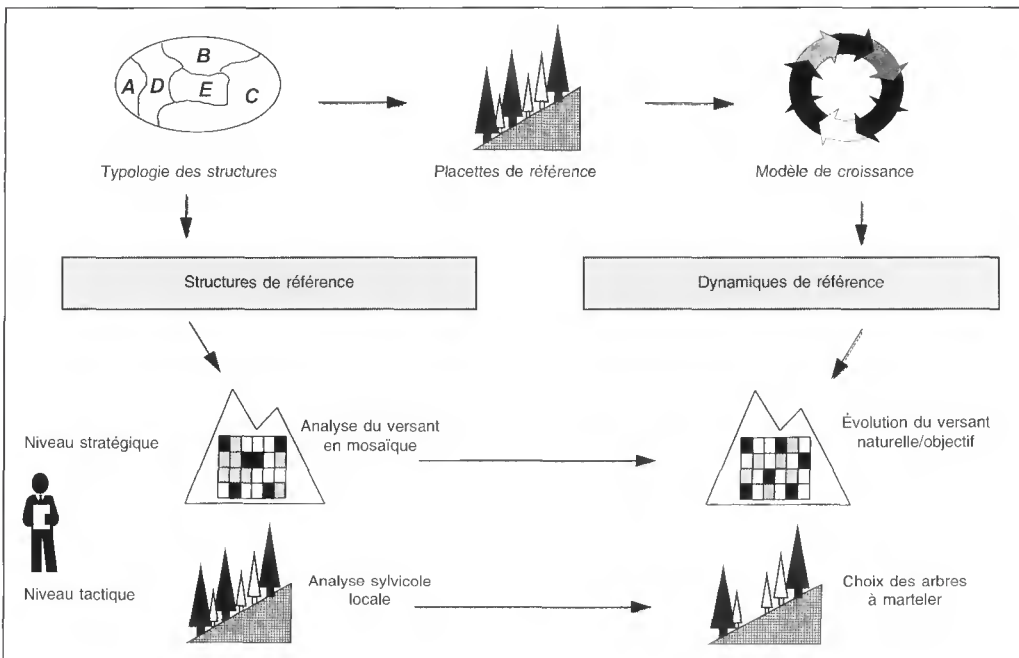 A
B
D
E
C
Typologie des structures
Placettes de référence
Modèle de croissance
Structures de référence
Dynamiques de référence
Niveau stratégique
Analyse du versant
en mosaïque
Évolution du versant
naturelle/objectif
Niveau tactique
Analyse sylvicole
locale
Choix des arbres
à marteler